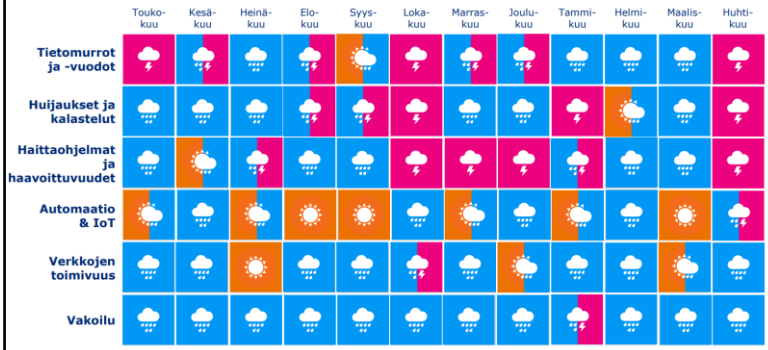 Touko- Kesä- Heinä- Elo- Syys- Loka- Marras- Joulu- Tammi- Helmi- Maalis- Huhti-
kuu kuu kuu kuu kuu kuu kuu kuu kuu kuu kuu kuu
Tietomurrot
ja -vuodot
Huijaukset ja
kalastelut
Haittaohjelmat
ja
haavoittuvuudet
Automaatio
& IoT
Verkkojen
toimivuus
Vakoilu